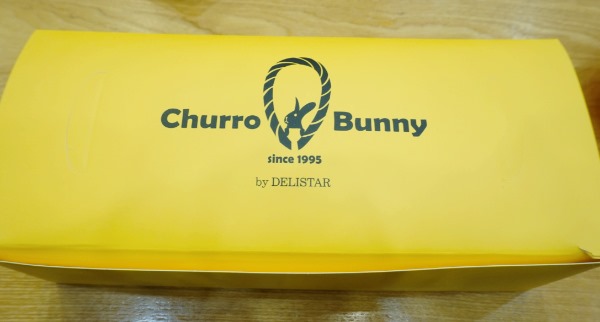 Churro Bunny
since 1995
by DELISTAR